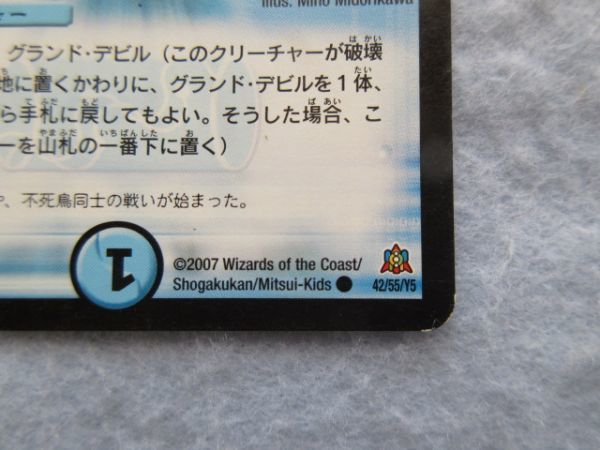 Illus. Miho Midorikawa
ー
グランド・デビル（このクリーチャーが破壊
地に置くかわりに、グランド・デビルを1体、
ら手札に戻してもよい。そうした場合、こ
ーを山札の一番下に置く）
、不死鳥同士の戦いが始まった。
1
©2007 Wizards of the Coast/
Shogakukan/Mitsui-Kids
42/55/Y5